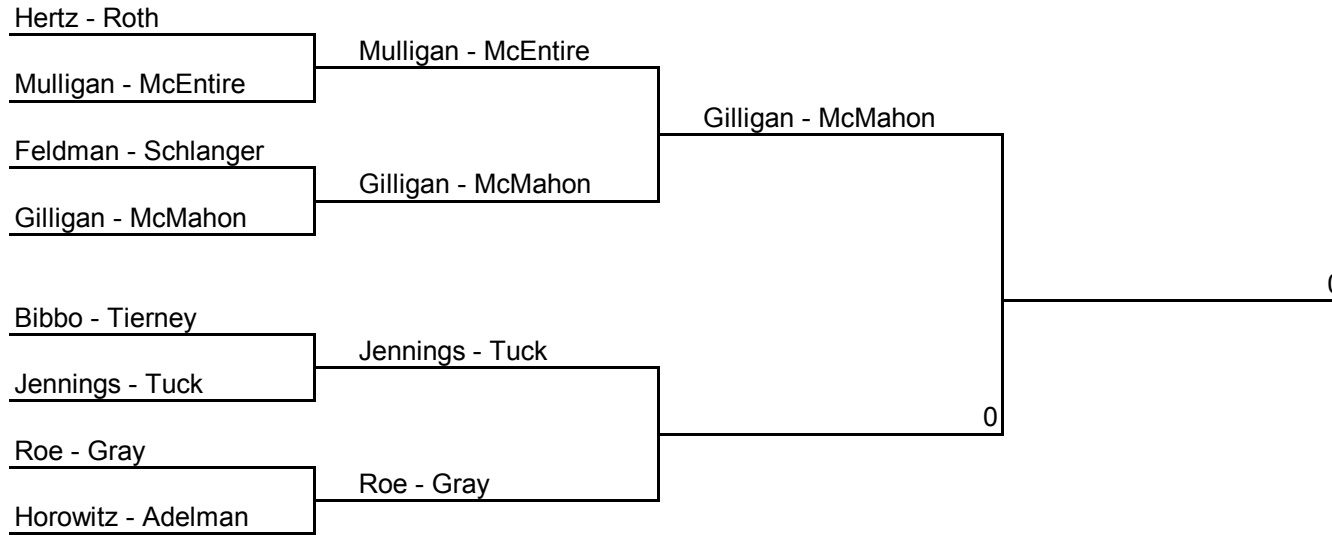 Hertz - Roth
Mulligan - McEntire
Mulligan - McEntire
Gilligan - McMahon
Feldman - Schlanger
Gilligan - McMahon
Gilligan - McMahon
0
Bibbo - Tierney
Jennings - Tuck
Jennings - Tuck
0
Roe - Gray
Roe - Gray
Horowitz - Adelman